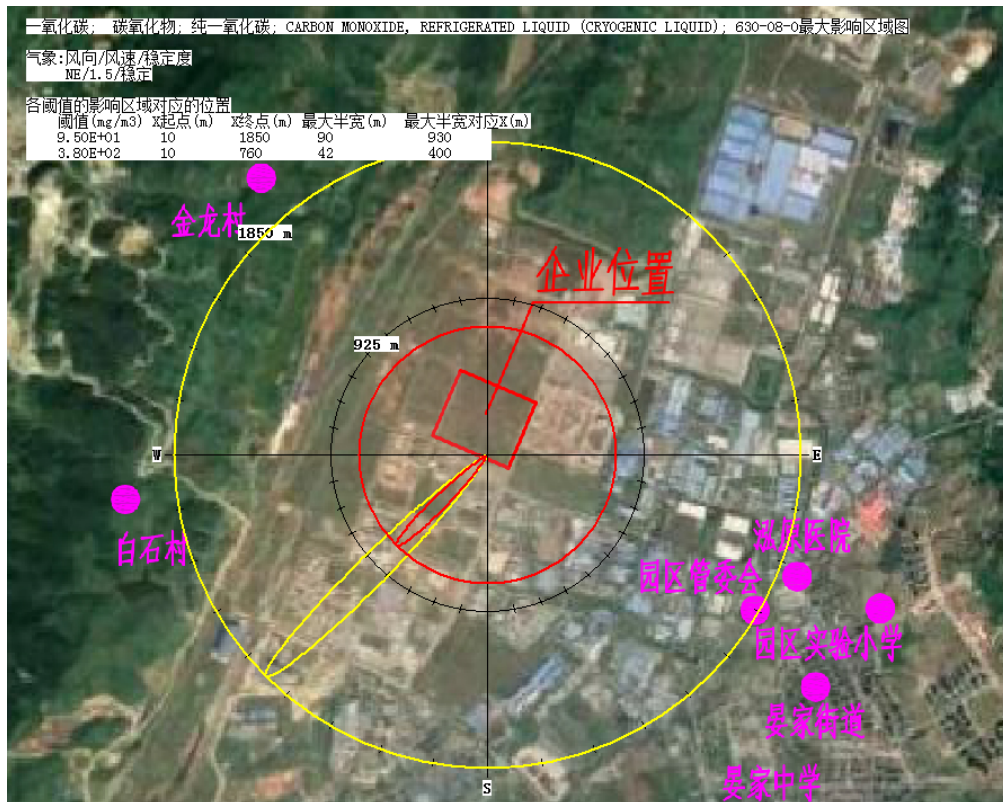 一氧化碳; 碳氧化物; 纯一氧化碳; CARBON MONOXIDE, REFRIGERATED LIQUID (CRYOGENIC LIQUID); 630-08-0最大影响区域图
气象:风向/风速/稳定度
NE/1.5/稳定
各阈值的影响区域对应的位置
阈值(mg/m3) X起点(m) X终点(m) 最大半宽(m) 最大半宽对应X(m)
9.50E+01 10 1850 90 930
3.80E+02 10 760 42 400
金龙村
1850 m
企业位置
925 m
W
E
白石村
泓源医院
园区管委会
园区实验小学
晏家街道
晏家中学
S